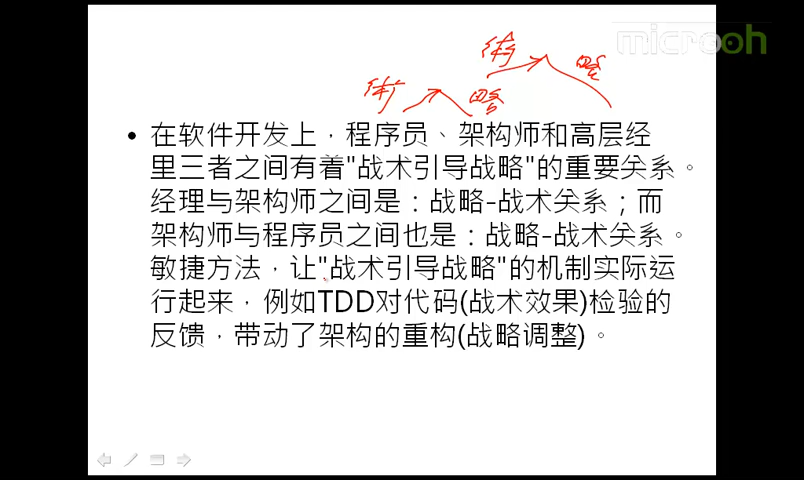 microoh
術 略
術 略
• 在软件开发上，程序员、架构师和高层经
里三者之间有着"战术引导战略"的重要关系。
经理与架构师之间是：战略-战术关系；而
架构师与程序员之间也是：战略-战术关系。
敏捷方法，让"战术引导战略"的机制实际运
行起来，例如TDD对代码(战术效果)检验的
反馈，带动了架构的重构(战略调整)。